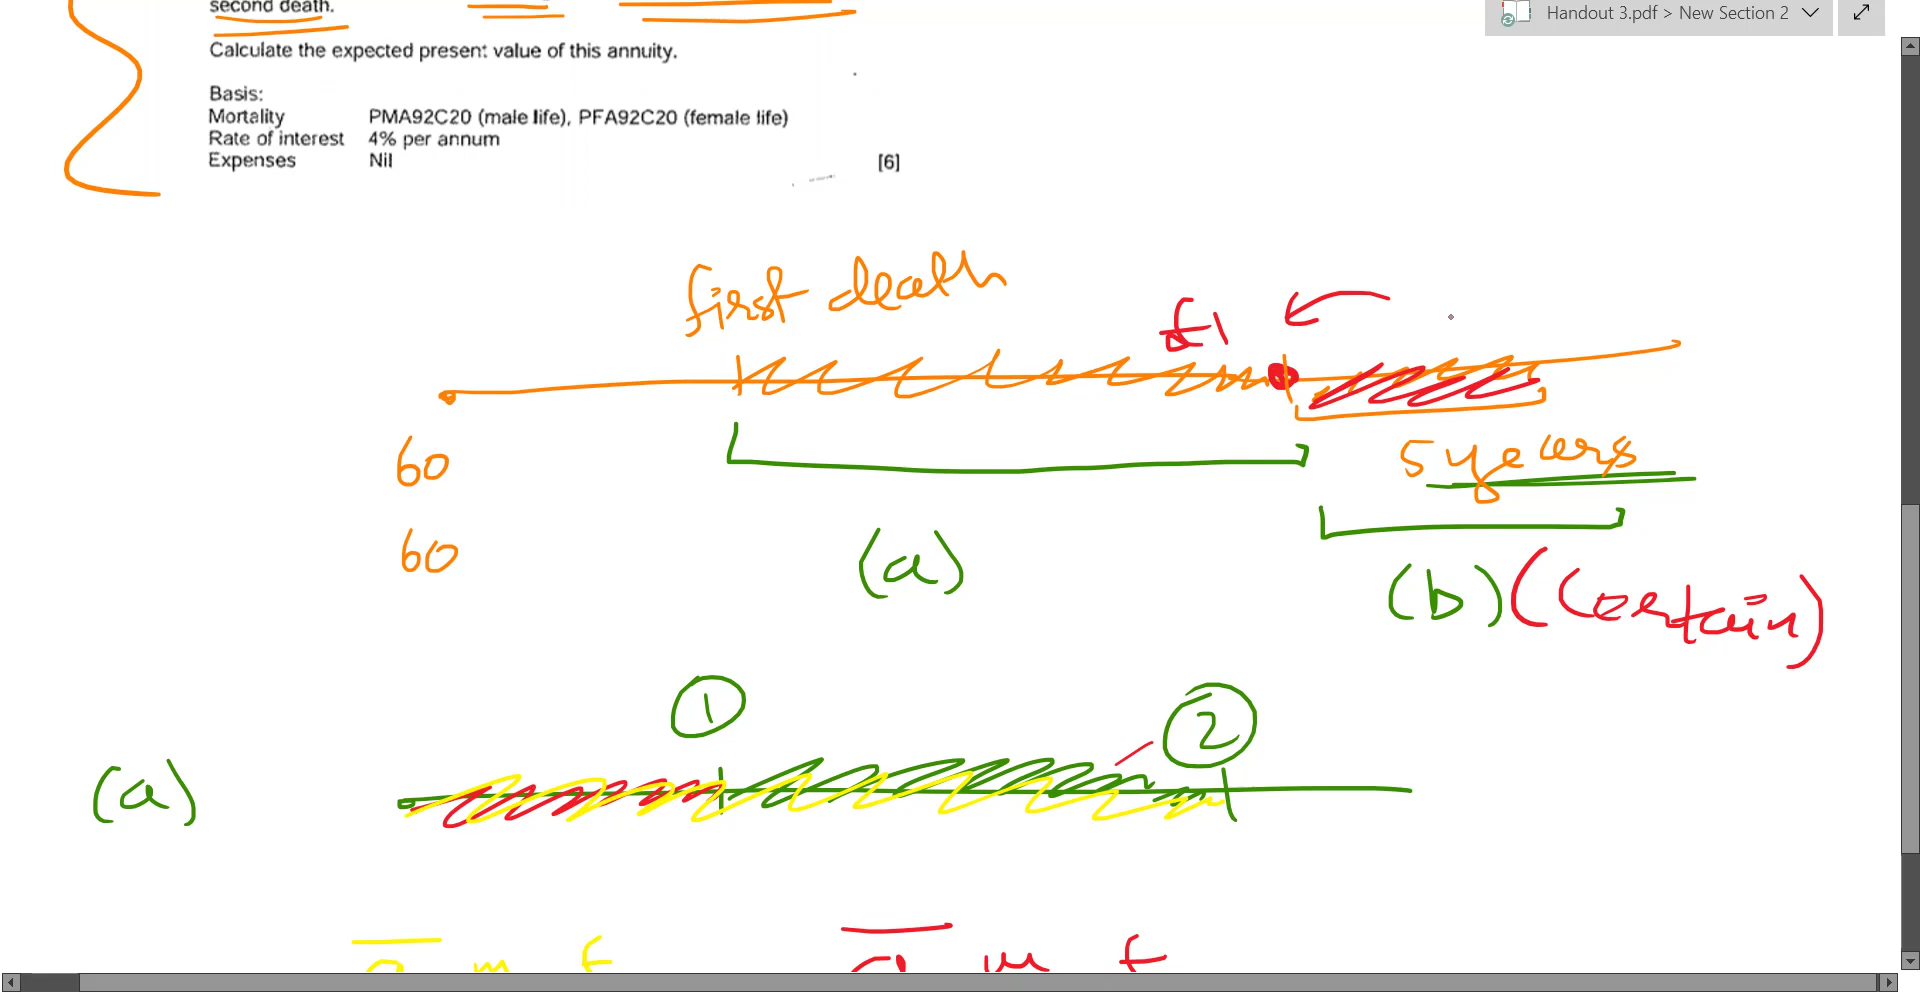 second death.
Handout 3.pdf > New Section 2
Calculate the expected present value of this annuity.
Basis:
Mortality PMA92C20 (male life), PFA92C20 (female life)
Rate of interest 4% per annum
Expenses Nil [6]
first death
£1
60
5 years
60
(a)
(b) (Certain)
1
2
(a)
m f
m f